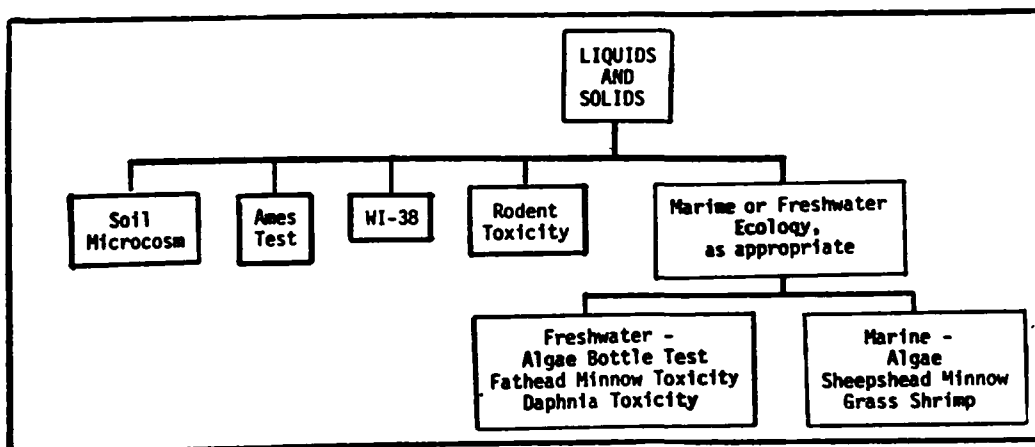 LIQUIDS
AND
SOLIDS
Soil
Microcosm
Ames
Test
WI-38
Rodent
Toxicity
Marine or Freshwater
Ecology,
as appropriate
Freshwater -
Algae Bottle Test
Fathead Minnow Toxicity
Daphnia Toxicity
Marine -
Algae
Sheepshead Minnow
Grass Shrimp